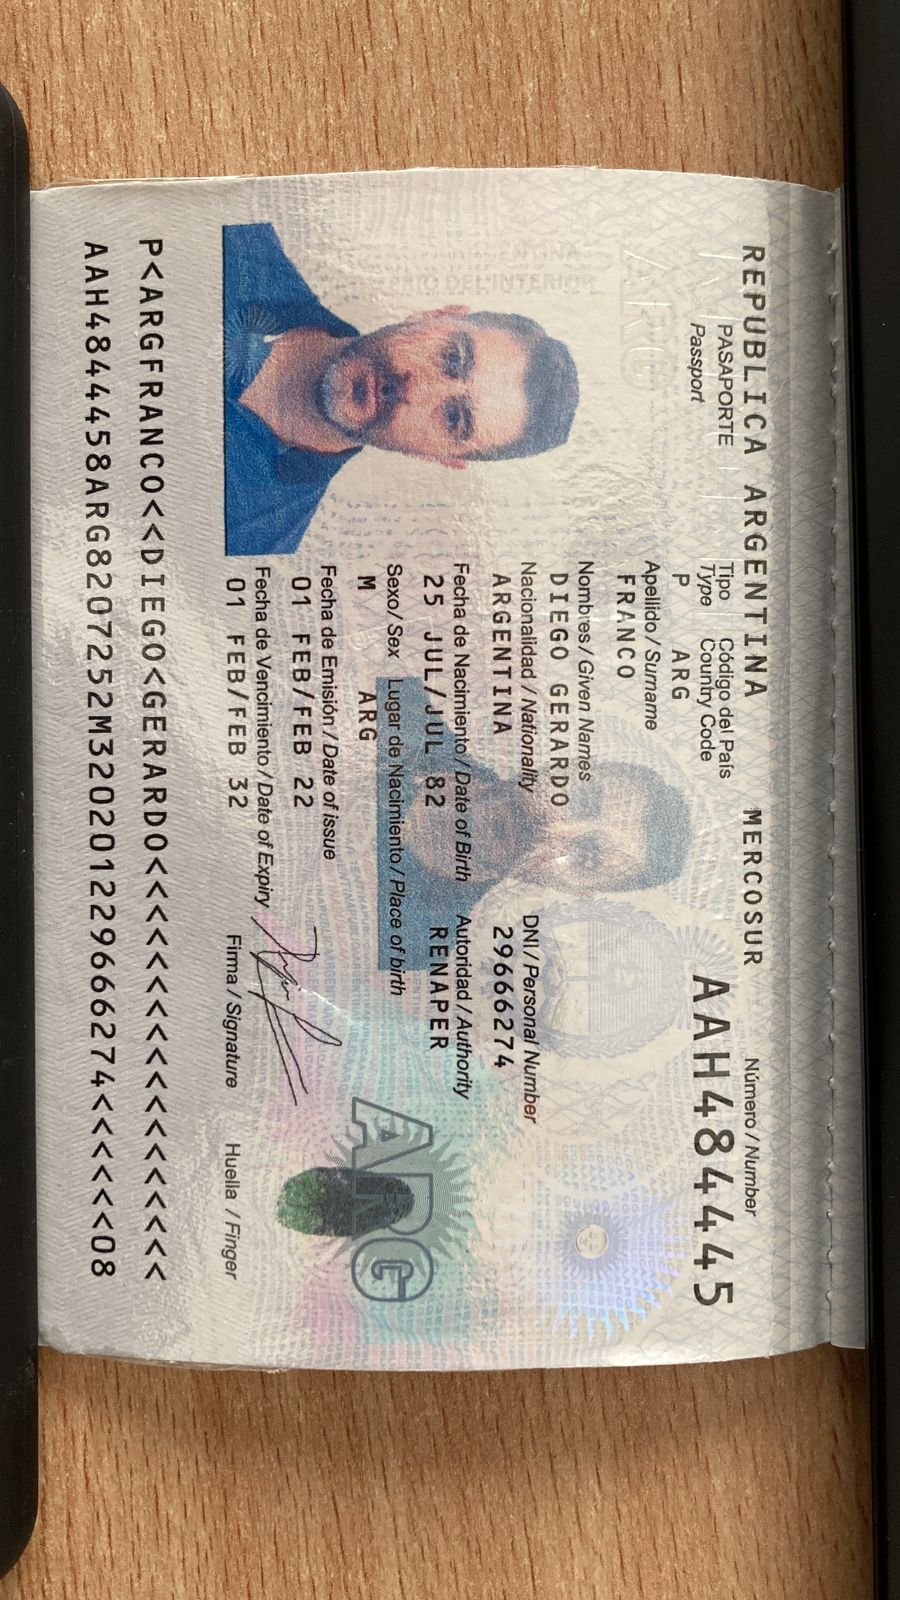 REPUBLICA ARGENTINA MERCOSUR Número / Number
PASAPORTE Tipo Código del País AAH484445
Passport Type Country Code
P ARG
ARG
Apellido / Surname
FRANCO
Nombres / Given Names
DIEGO GERARDO
Nacionalidad / Nationality DNI / Personal Number
ARGENTINA 29666274
Fecha de Nacimiento / Date of Birth Autoridad / Authority
25 JUL/JUL 82 RENAPER
ARG
Sexo / Sex Lugar de Nacimiento / Place of birth
M ARG
Fecha de Emisión / Date of issue
01 FEB/FEB 22
Fecha de Vencimiento / Date of Expiry
01 FEB/FEB 32 Firma / Signature Huella / Finger
P<ARGFRANCO<<DIEGO<GERARDO<<<<<<<<<<<<<<<<<<
AAH4844458ARG8207252M320201229666274<<<<<<08